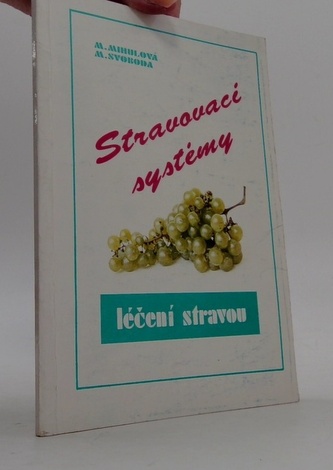 M. MIHULOVÁ
M. SVOBODA
Stravovací
systémy
léčení stravou